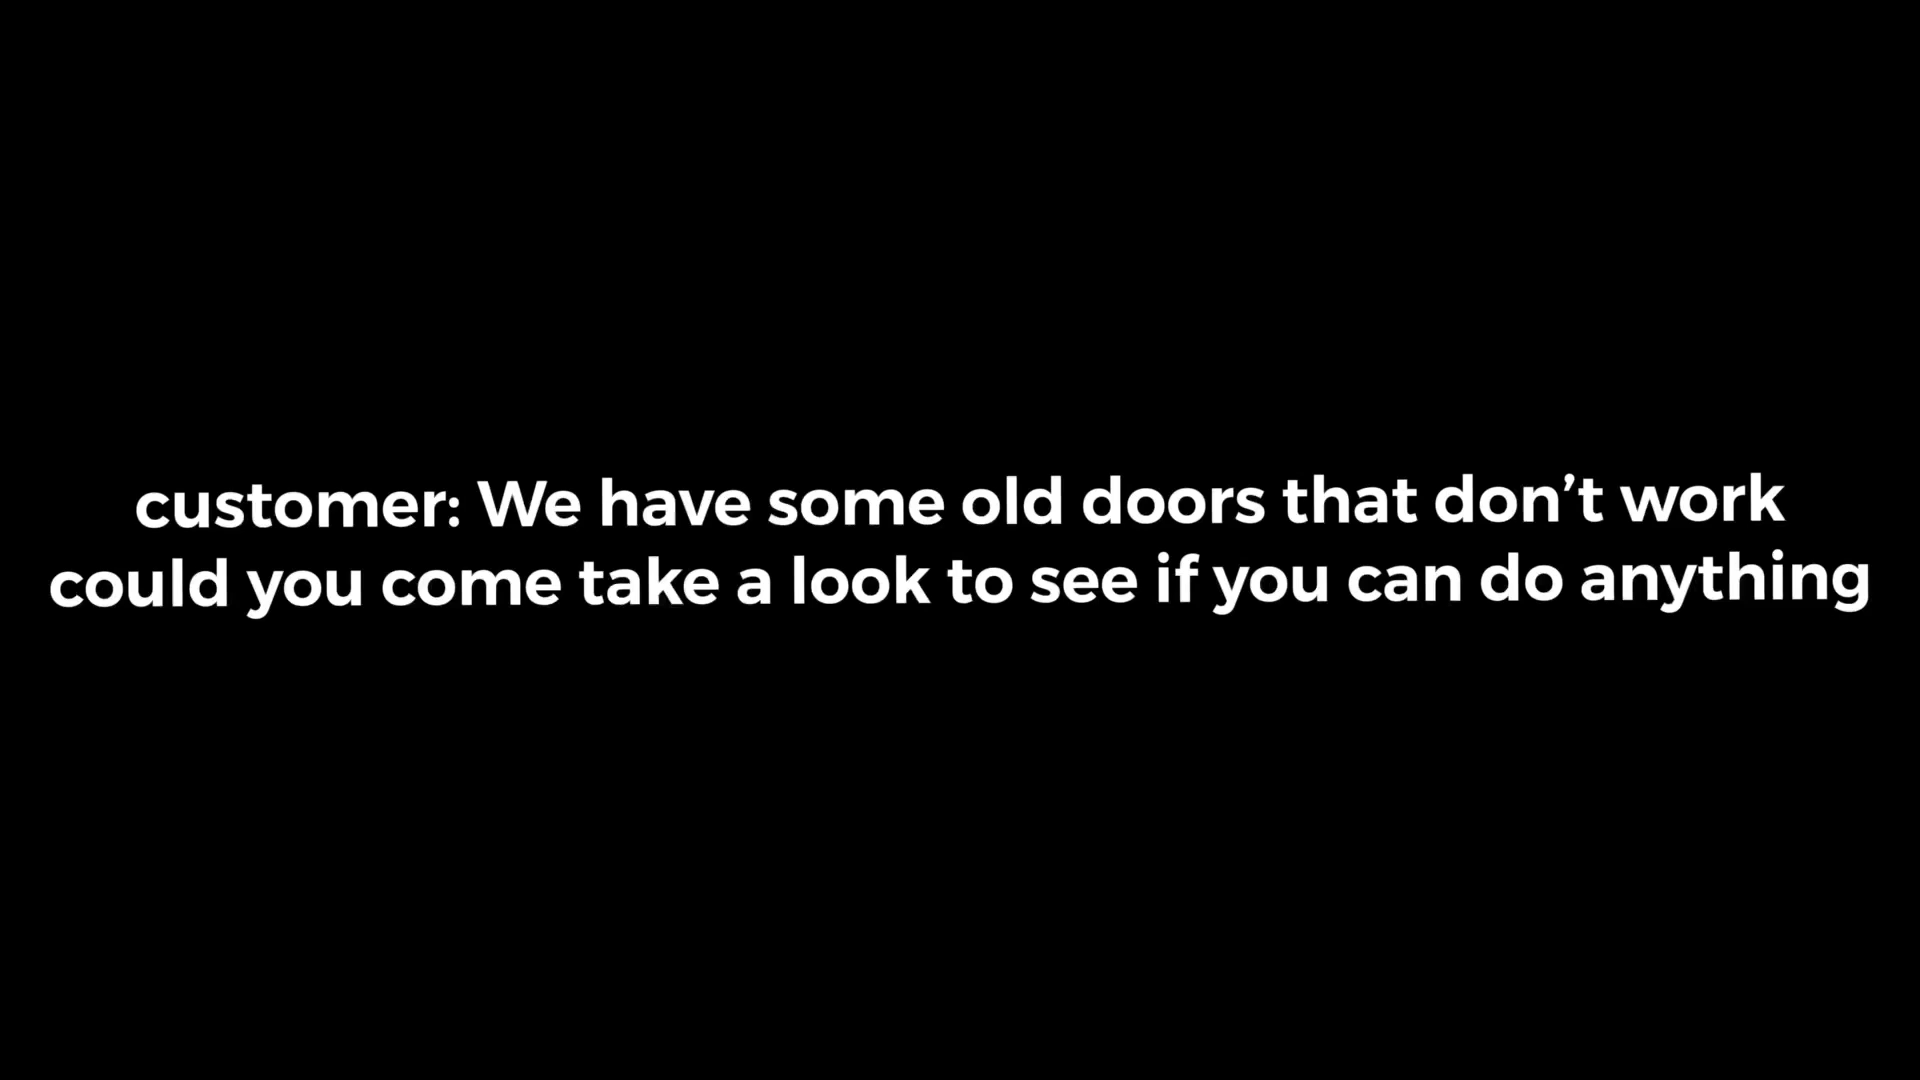 customer: We have some old doors that don’t work
could you come take a look to see if you can do anything